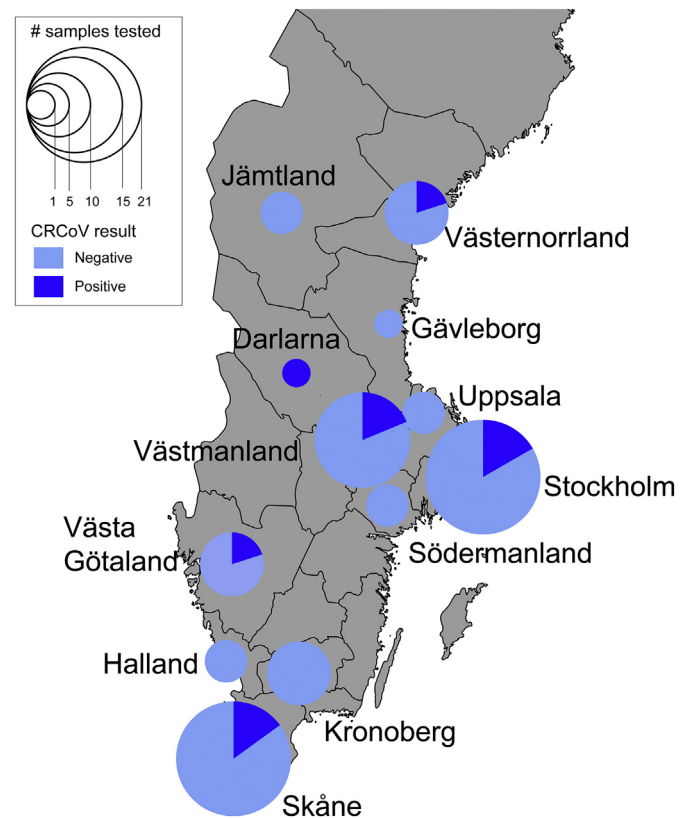 # samples tested
1 5 10 15 21
CRCoV result
Negative
Positive
Jämtland
Västernorrland
Gävleborg
Darlarna
Uppsala
Västmanland
Stockholm
Västa
Götaland
Södermanland
Halland
Kronoberg
Skåne